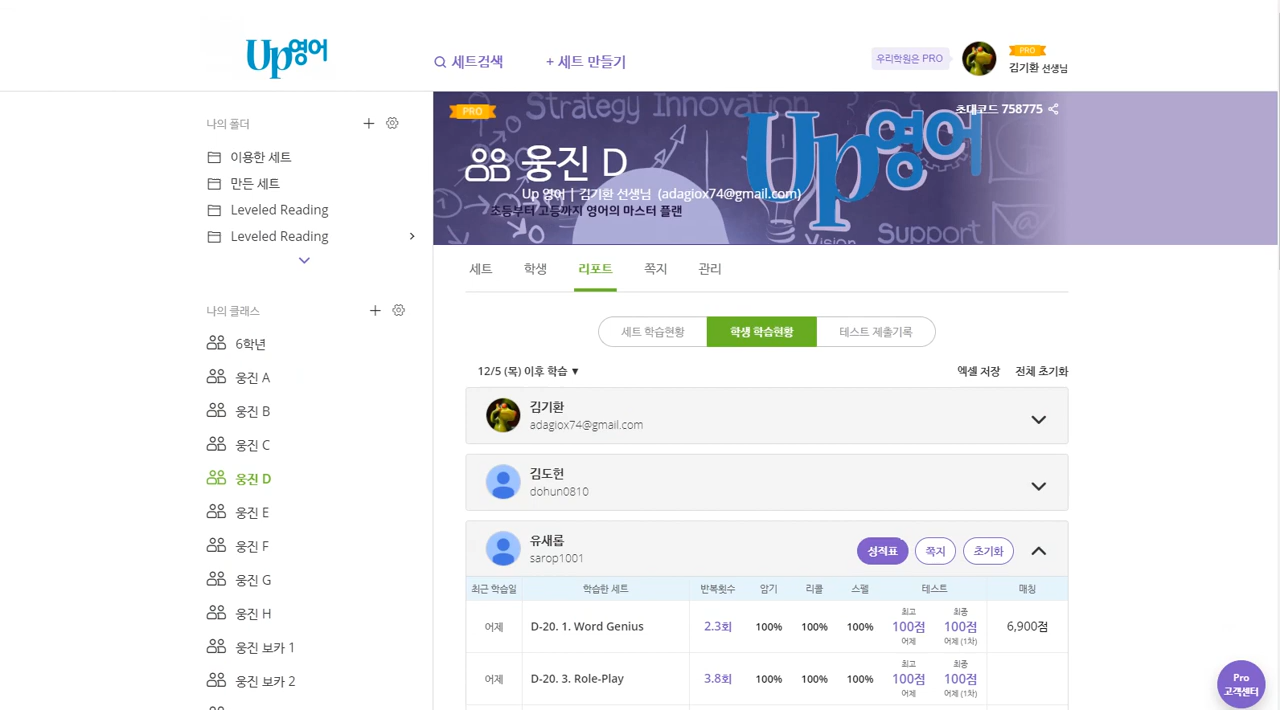 Up영어
세트검색
+ 세트 만들기
우리학원은 PRO
PRO
김기환 선생님
나의 폴더
이용한 세트
만든 세트
Leveled Reading
Leveled Reading
나의 클래스
6학년
웅진 A
웅진 B
웅진 C
웅진 D
웅진 E
웅진 F
웅진 G
웅진 H
웅진 보카 1
웅진 보카 2
PRO
Strategy Innovation
초대코드 758775
웅진 D
Up영어
Up 영어 | 김기환 선생님 (adagiox74@gmail.com)
초등부터 고등까지 영어의 마스터 플랜
Vision
Support
세트 학생 리포트 쪽지 관리
세트 학습현황 학생 학습현황 테스트 제출기록
12/5 (목) 이후 학습 ▼
엑셀 저장 전체 초기화
김기환
adagiox74@gmail.com
김도헌
dohun0810
유새롭
sarop1001
성적표 쪽지 초기화
최근 학습일 학습한 세트 반복횟수 암기 리콜 스펠 테스트 매칭
최고 최종
어제 D-20. 1. Word Genius 2.3회 100% 100% 100% 100점 100점 6,900점
어제 어제 (1차)
최고 최종
어제 D-20. 3. Role-Play 3.8회 100% 100% 100% 100점 100점
어제 어제 (1차)
Pro
고객센터